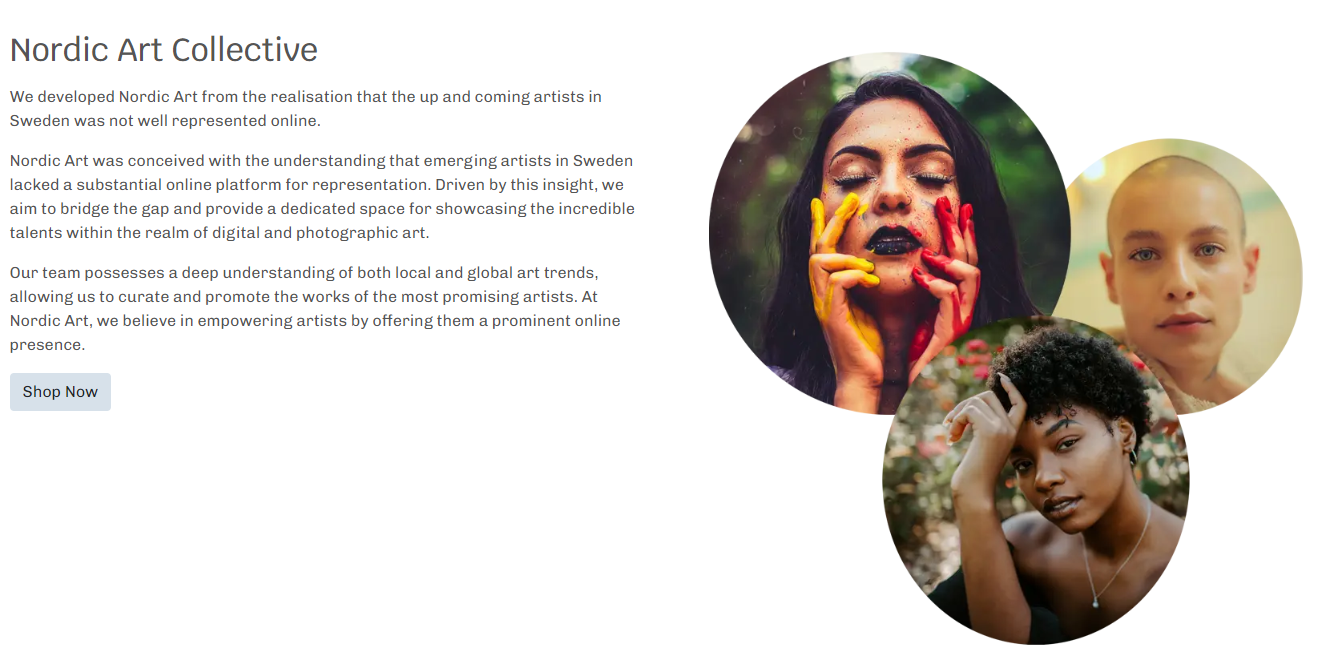 Nordic Art Collective
We developed Nordic Art from the realisation that the up and coming artists in
Sweden was not well represented online.
Nordic Art was conceived with the understanding that emerging artists in Sweden
lacked a substantial online platform for representation. Driven by this insight, we
aim to bridge the gap and provide a dedicated space for showcasing the incredible
talents within the realm of digital and photographic art.
Our team possesses a deep understanding of both local and global art trends,
allowing us to curate and promote the works of the most promising artists. At
Nordic Art, we believe in empowering artists by offering them a prominent online
presence.
Shop Now